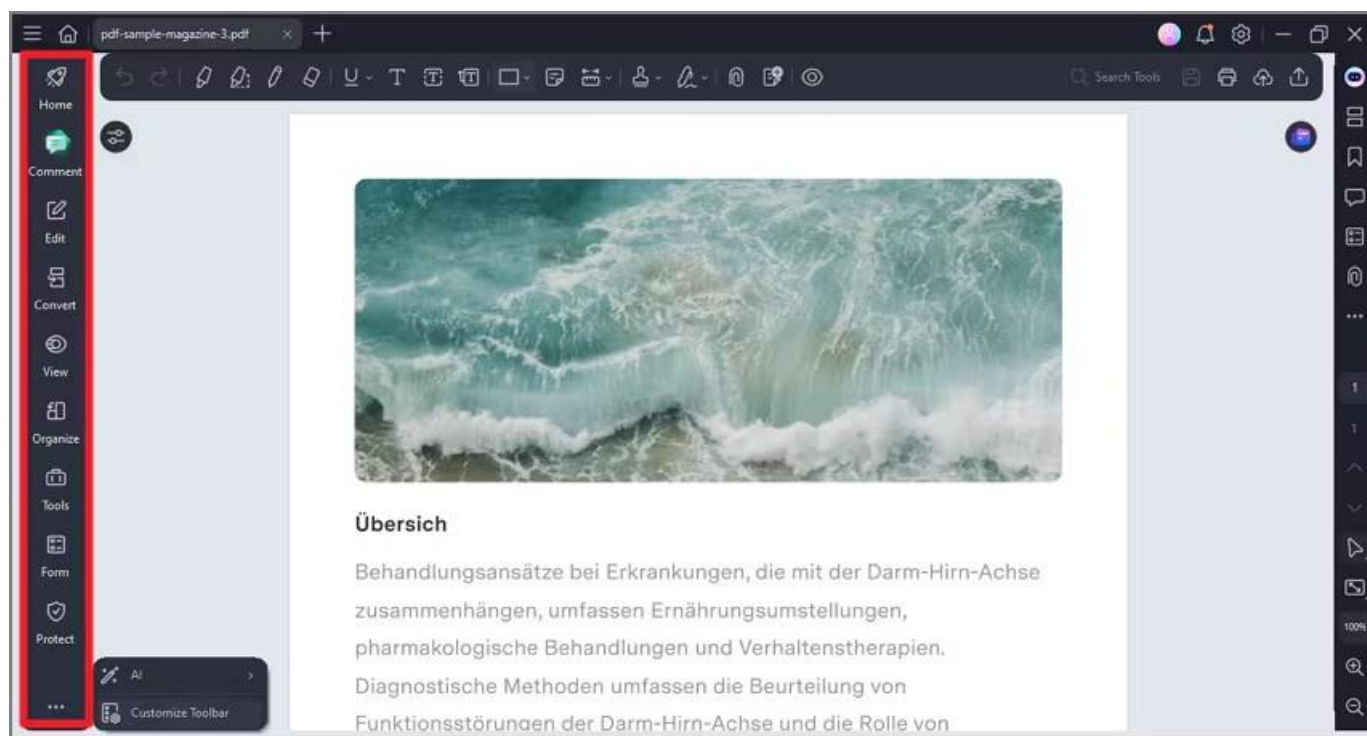 pdf-sample-magazine-3.pdf
Search Tools
Home
Comment
Edit
Convert
View
Organize
Tools
Form
Protect
AI
Customize Toolbar
Übersich
Behandlungsansätze bei Erkrankungen, die mit der Darm-Hirn-Achse
zusammenhängen, umfassen Ernährungsumstellungen,
pharmakologische Behandlungen und Verhaltenstherapien.
Diagnostische Methoden umfassen die Beurteilung von
Funktionsstörungen der Darm-Hirn-Achse und die Rolle von
1
1
100%